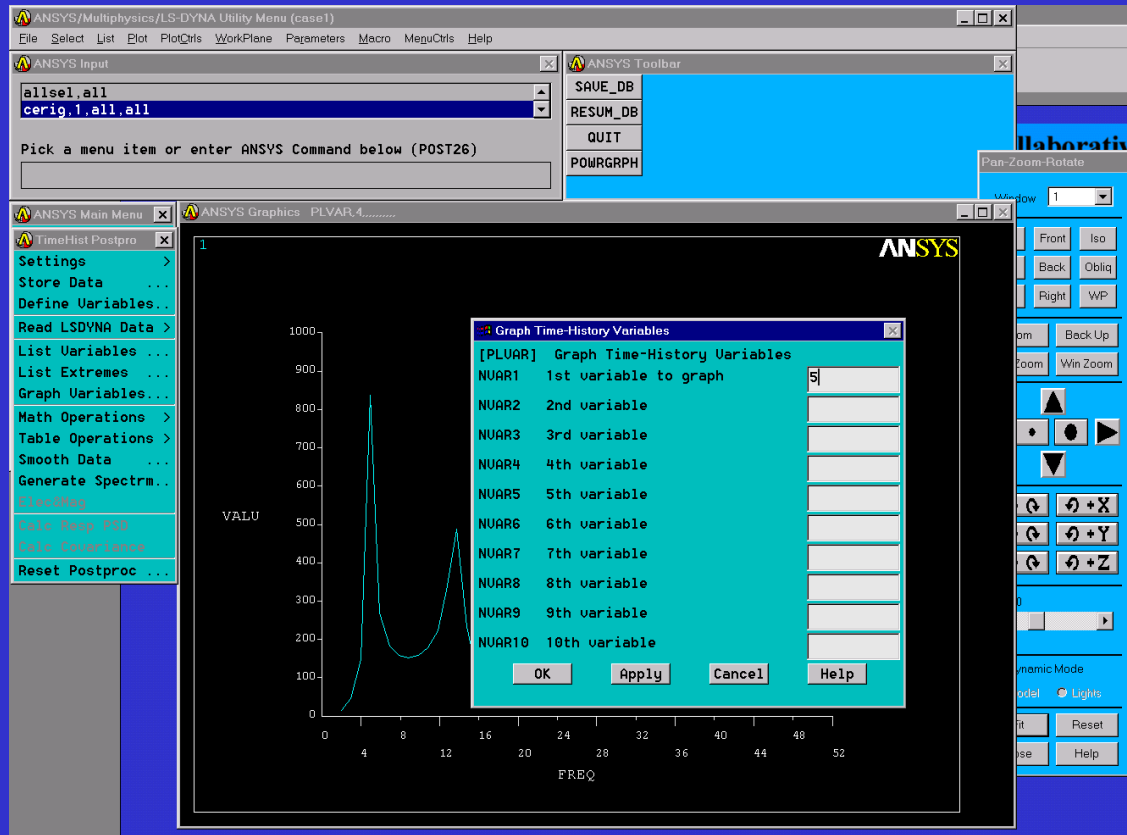 ANSYS/Multiphysics/LS-DYNA Utility Menu (case1)
File Select List Plot PlotCtrls WorkPlane Parameters Macro MenuCtrls Help
ANSYS Input
allsel,all
cerig,1,all,all
Pick a menu item or enter ANSYS Command below (POST26)
ANSYS Toolbar
SAVE_DB
RESUM_DB
QUIT
POWRGRPH
Pan-Zoom-Rotate
Window 1
Front Iso
Back Obliq
Right WP
Back Up
Win Zoom
+X
+Y
+Z
Lights
Reset
Help
ANSYS Main Menu
TimeHist Postpro
Settings >
Store Data ...
Define Variables..
Read LSDYNA Data >
List Variables ...
List Extremes ...
Graph Variables...
Math Operations >
Table Operations >
Smooth Data ...
Generate Spectrm..
Elec&Mag
Calc Resp PSD
Calc Covariance
Reset Postproc ...
ANSYS Graphics PLVAR,4,,,,,,,,,,
1
ANSYS
1000
900
800
700
600
500
400
300
200
100
0
VALU
0 8 16 24 32 40 48
4 12 20 28 36 44 52
FREQ
Graph Time-History Variables
[PLVAR] Graph Time-History Variables
NVAR1 1st variable to graph 5
NVAR2 2nd variable
NVAR3 3rd variable
NVAR4 4th variable
NVAR5 5th variable
NVAR6 6th variable
NVAR7 7th variable
NVAR8 8th variable
NVAR9 9th variable
NVAR10 10th variable
OK Apply Cancel Help